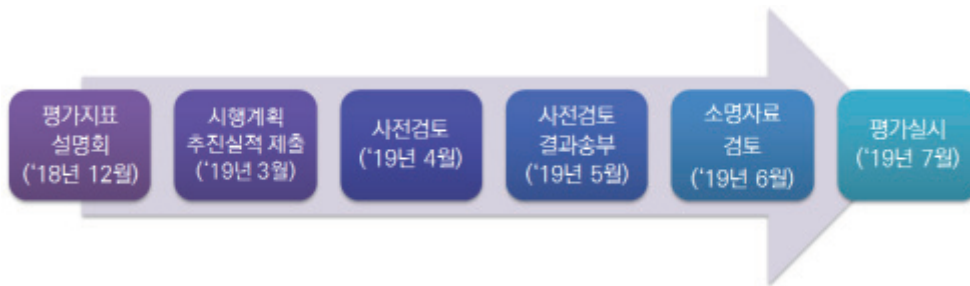 평가지표
설명회
(‘18년 12월)
시행계획
추진실적 제출
(‘19년 3월)
사전검토
(‘19년 4월)
사전검토
결과송부
(‘19년 5월)
소명자료
검토
(‘19년 6월)
평가실시
(‘19년 7월)